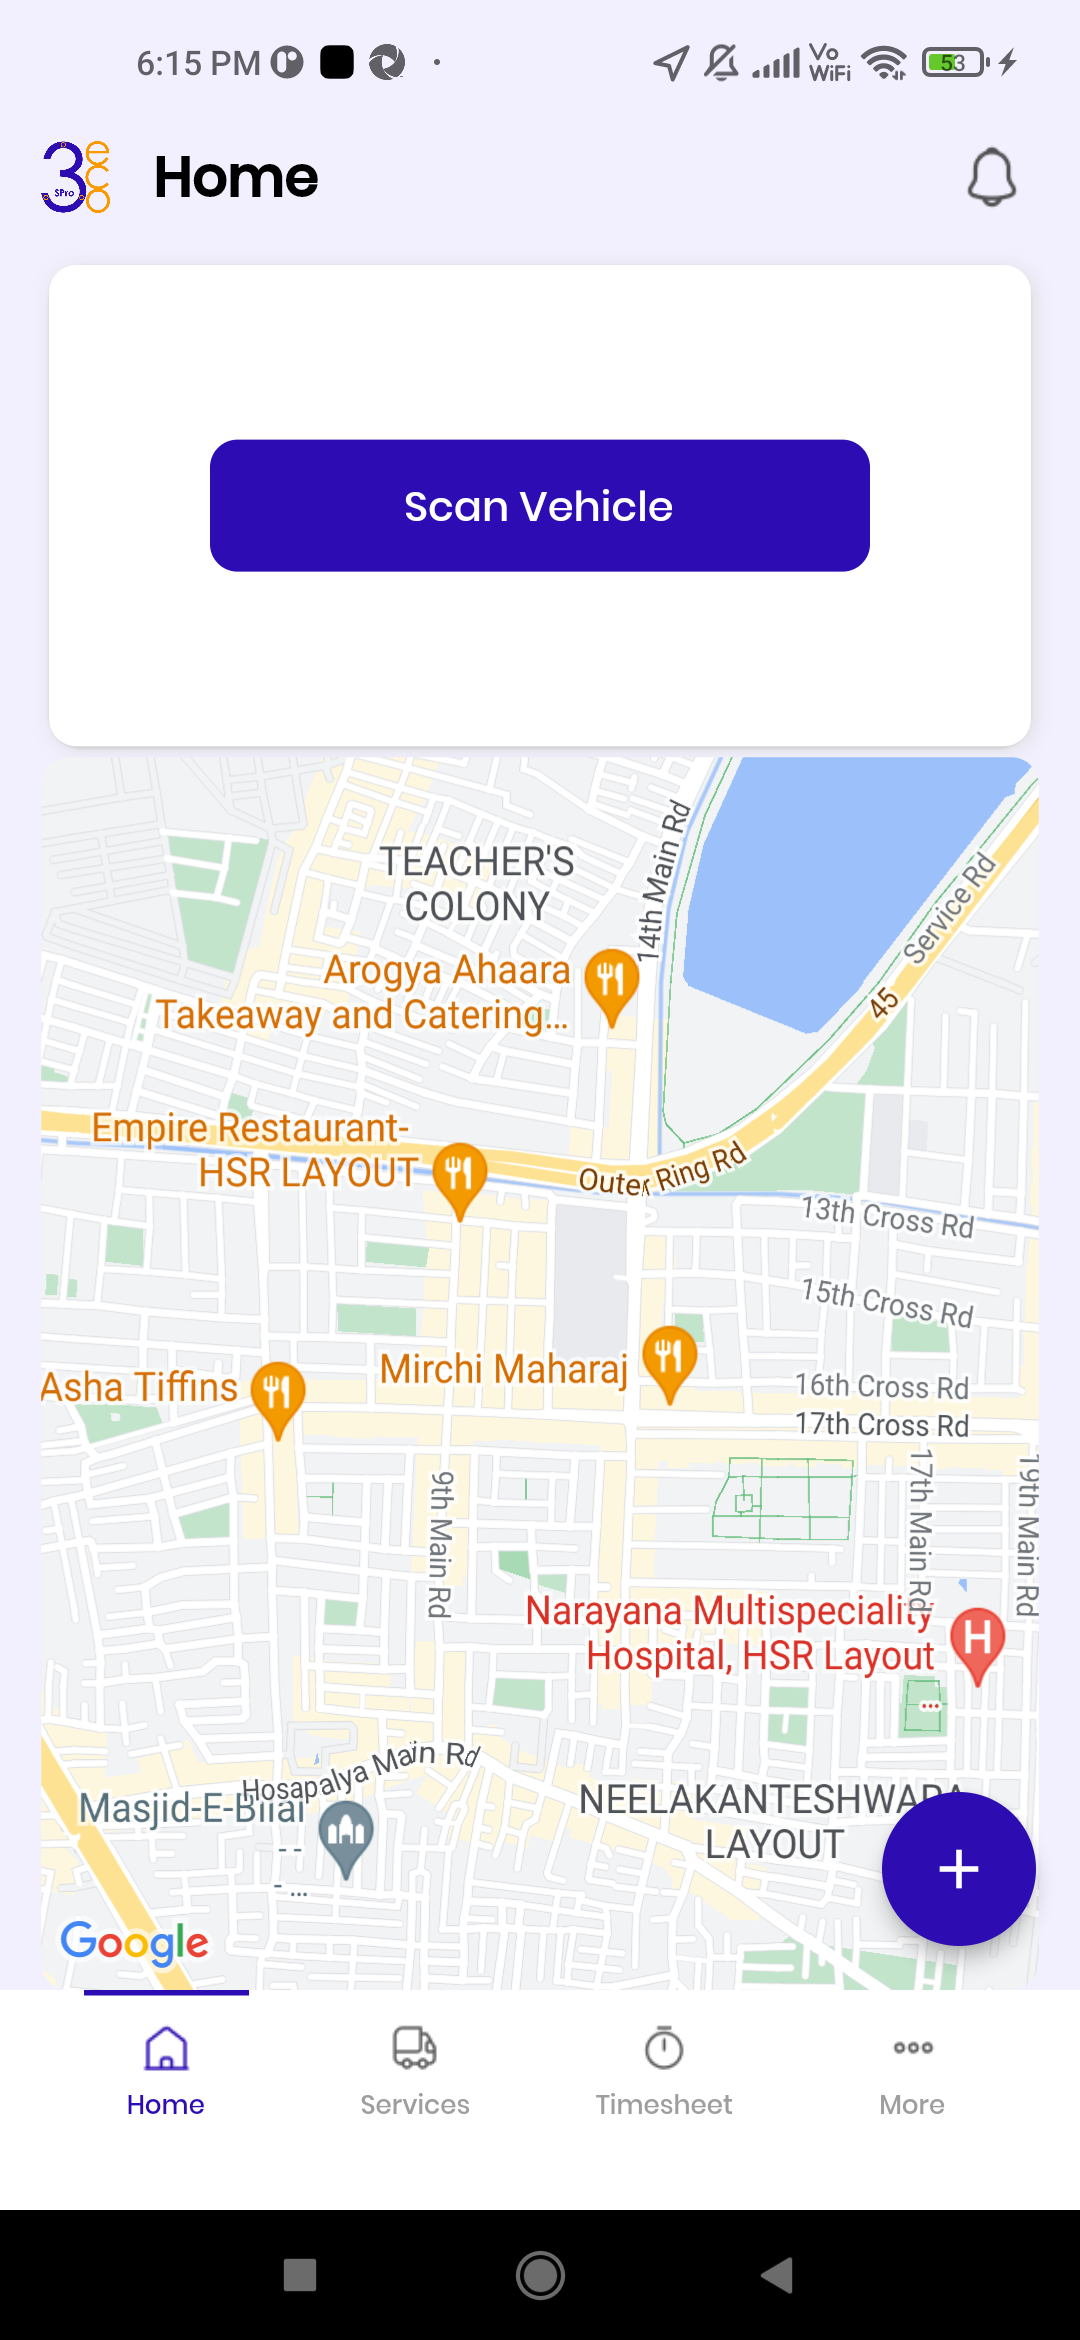 6:15 PM
Vo
WiFi
53
3 eco
SPro
Home
Scan Vehicle
TEACHER'S
COLONY
14th Main Rd
Service Rd
Arogya Ahaara
Takeaway and Catering...
45
Empire Restaurant-
HSR LAYOUT
Outer Ring Rd
13th Cross Rd
15th Cross Rd
Mirchi Maharaj
Asha Tiffins
16th Cross Rd
17th Cross Rd
9th Main Rd
17th Main Rd
19th Main Rd
Narayana Multispeciality
Hospital, HSR Layout
H
Hosapalya Main Rd
Masjid-E-Bilal
- -
- ...
NEELAKANTESHWARA
LAYOUT
+
Google
Home
Services
Timesheet
More